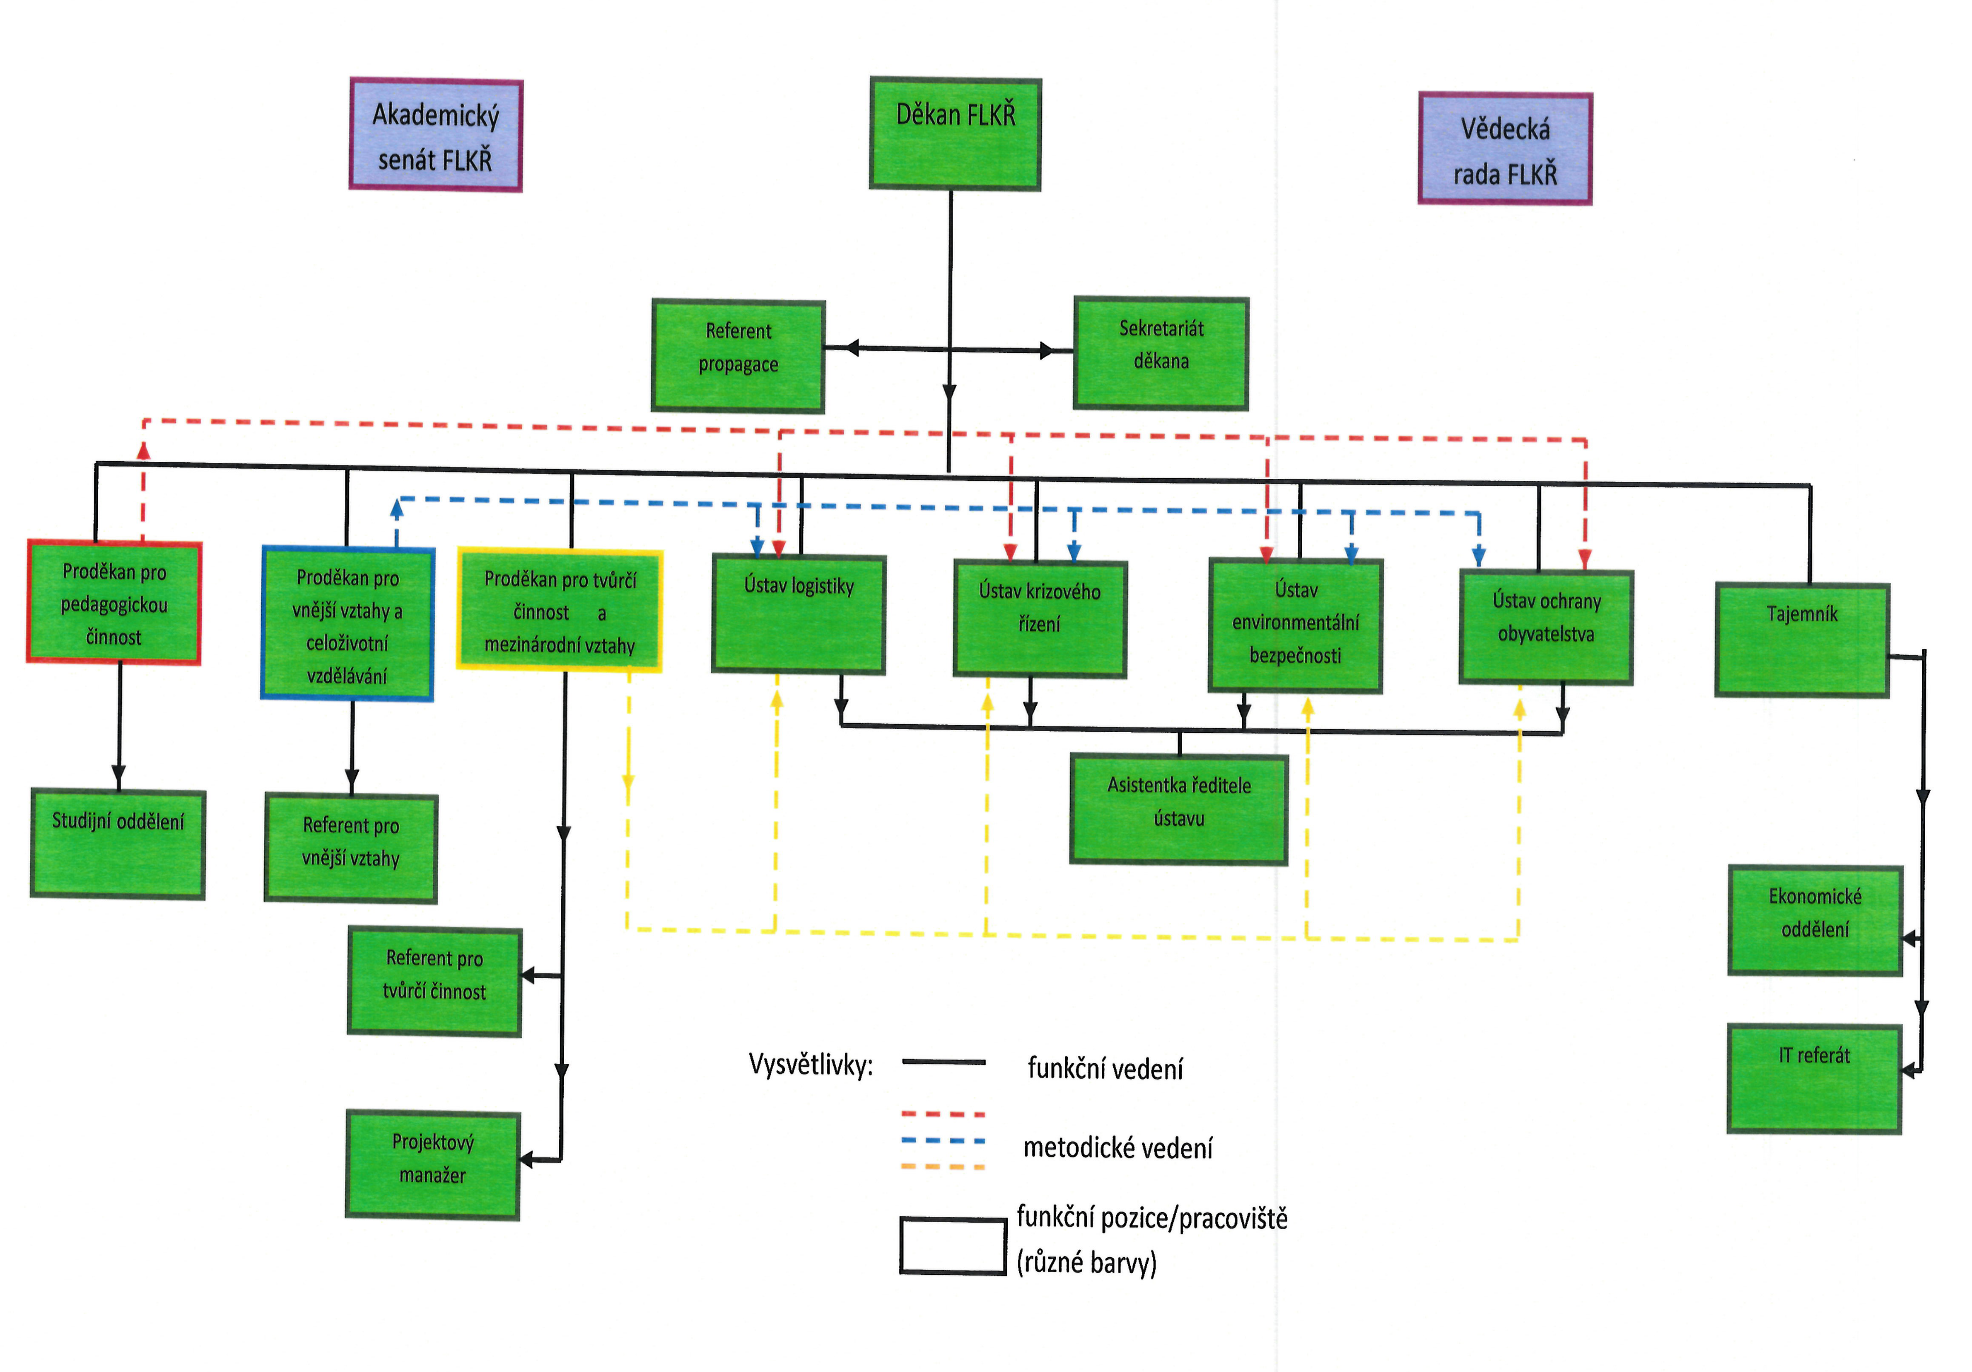 Akademický
senát FLKŘ
Děkan FLKŘ
Vědecká
rada FLKŘ
Referent
propagace
Sekretariát
děkana
Proděkan pro
pedagogickou
činnost
Proděkan pro
vnější vztahy a
celoživotní
vzdělávání
Proděkan pro tvůrčí
činnost a
mezinárodní vztahy
Ústav logistiky
Ústav krizového
řízení
Ústav
environmentální
bezpečnosti
Ústav ochrany
obyvatelstva
Tajemník
Studijní oddělení
Referent pro
vnější vztahy
Asistentka ředitele
ústavu
Referent pro
tvůrčí činnost
Ekonomické
oddělení
Projektový
manažer
IT referát
Vysvětlivky:
funkční vedení
metodické vedení
funkční pozice/pracoviště
(různé barvy)